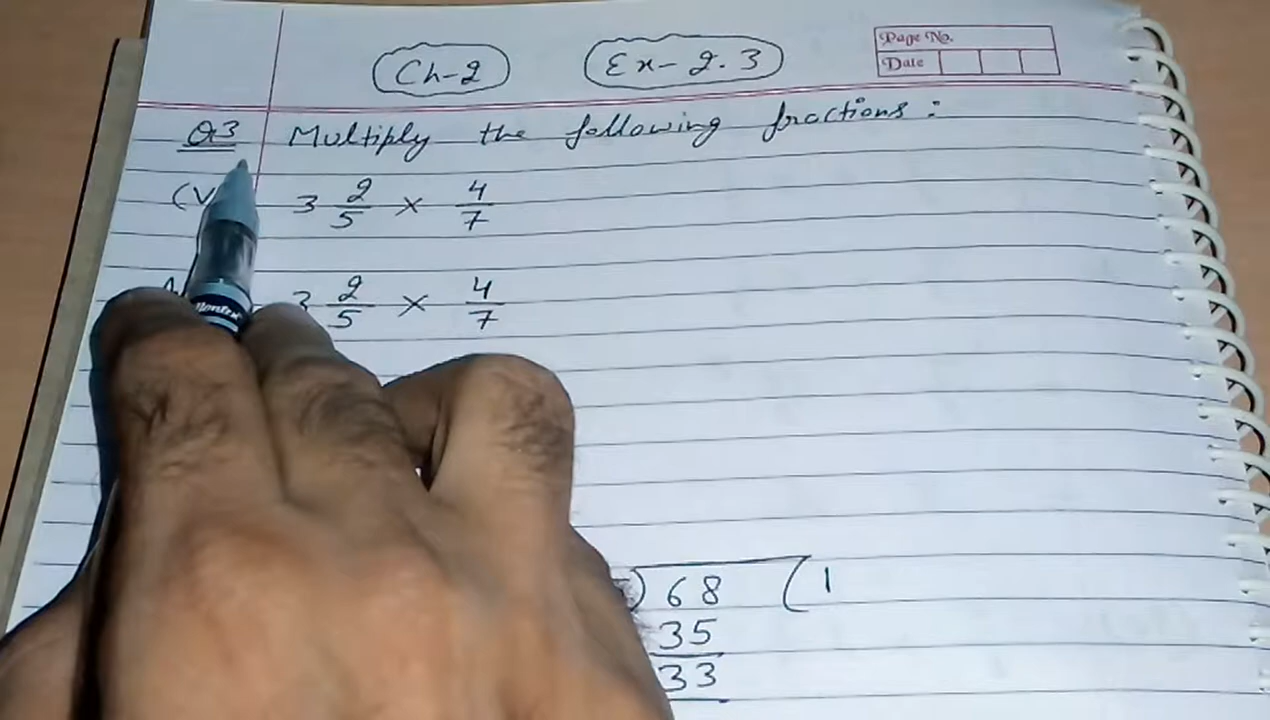 Ch-2 Ex-2.3
Page No.
Date
Q3 Multiply the following fractions:
(V 3 2/5 × 4/7
3 2/5 × 4/7
) 68 ( 1
35
33